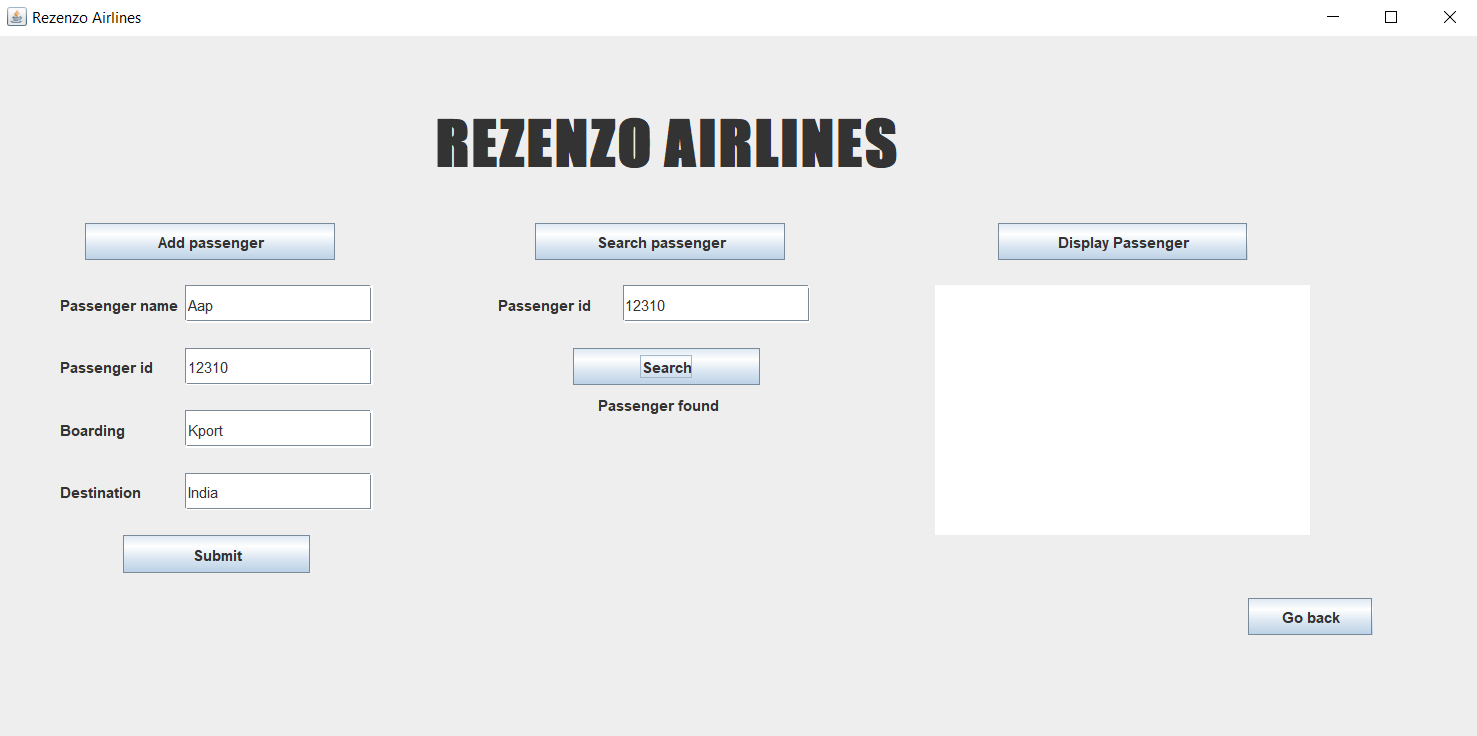 Rezenzo Airlines
REZENZO AIRLINES
Add passenger
Search passenger
Display Passenger
Passenger name Aap
Passenger id 12310
Passenger id 12310
Search
Passenger found
Boarding Kport
Destination India
Submit
Go back